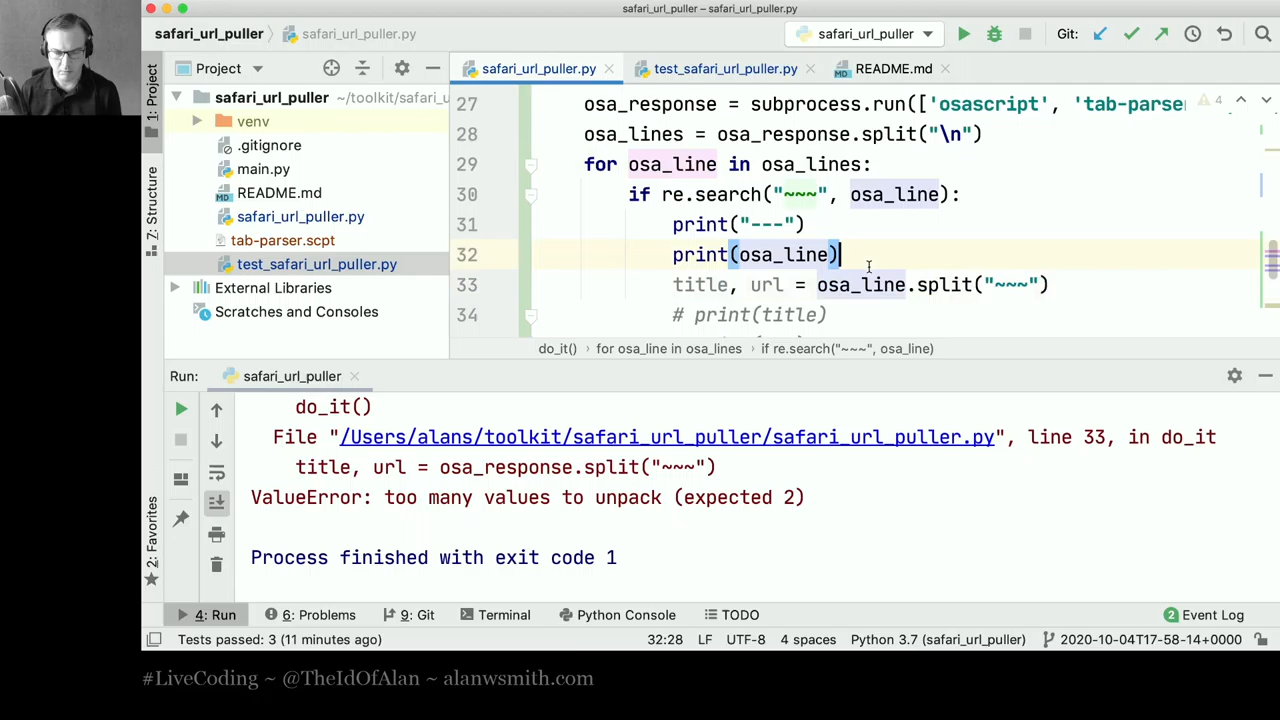 safari_url_puller – safari_url_puller.py
safari_url_puller safari_url_puller.py safari_url_puller Git:
1: Project
7: Structure
2: Favorites
Project
safari_url_puller ~/toolkit/safari_u
venv
.gitignore
main.py
README.md
safari_url_puller.py
tab-parser.scpt
test_safari_url_puller.py
External Libraries
Scratches and Consoles
safari_url_puller.py test_safari_url_puller.py README.md
4
27 osa_response = subprocess.run(['osascript', 'tab-parse
28 osa_lines = osa_response.split("\n")
29 for osa_line in osa_lines:
30 if re.search("~~~", osa_line):
31 print("---")
32 print(osa_line)
33 title, url = osa_line.split("~~~")
34 # print(title)
do_it() › for osa_line in osa_lines › if re.search("~~~", osa_line)
Run: safari_url_puller
do_it()
File "/Users/alans/toolkit/safari_url_puller/safari_url_puller.py", line 33, in do_it
title, url = osa_response.split("~~~")
ValueError: too many values to unpack (expected 2)
Process finished with exit code 1
4: Run 6: Problems 9: Git Terminal Python Console TODO 2 Event Log
Tests passed: 3 (11 minutes ago) 32:28 LF UTF-8 4 spaces Python 3.7 (safari_url_puller) 2020-10-04T17-58-14+0000
#LiveCoding ~ @TheIdOfAlan ~ alanwsmith.com